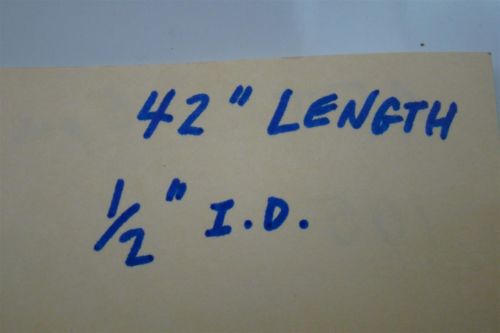 42" LENGTH
1/2" I.D.